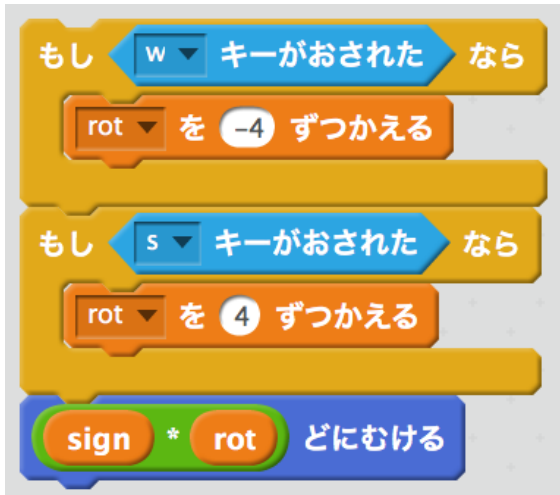 もし w ▼ キーがおされた なら
rot ▼ を -4 ずつかえる
もし s ▼ キーがおされた なら
rot ▼ を 4 ずつかえる
sign * rot どにむける